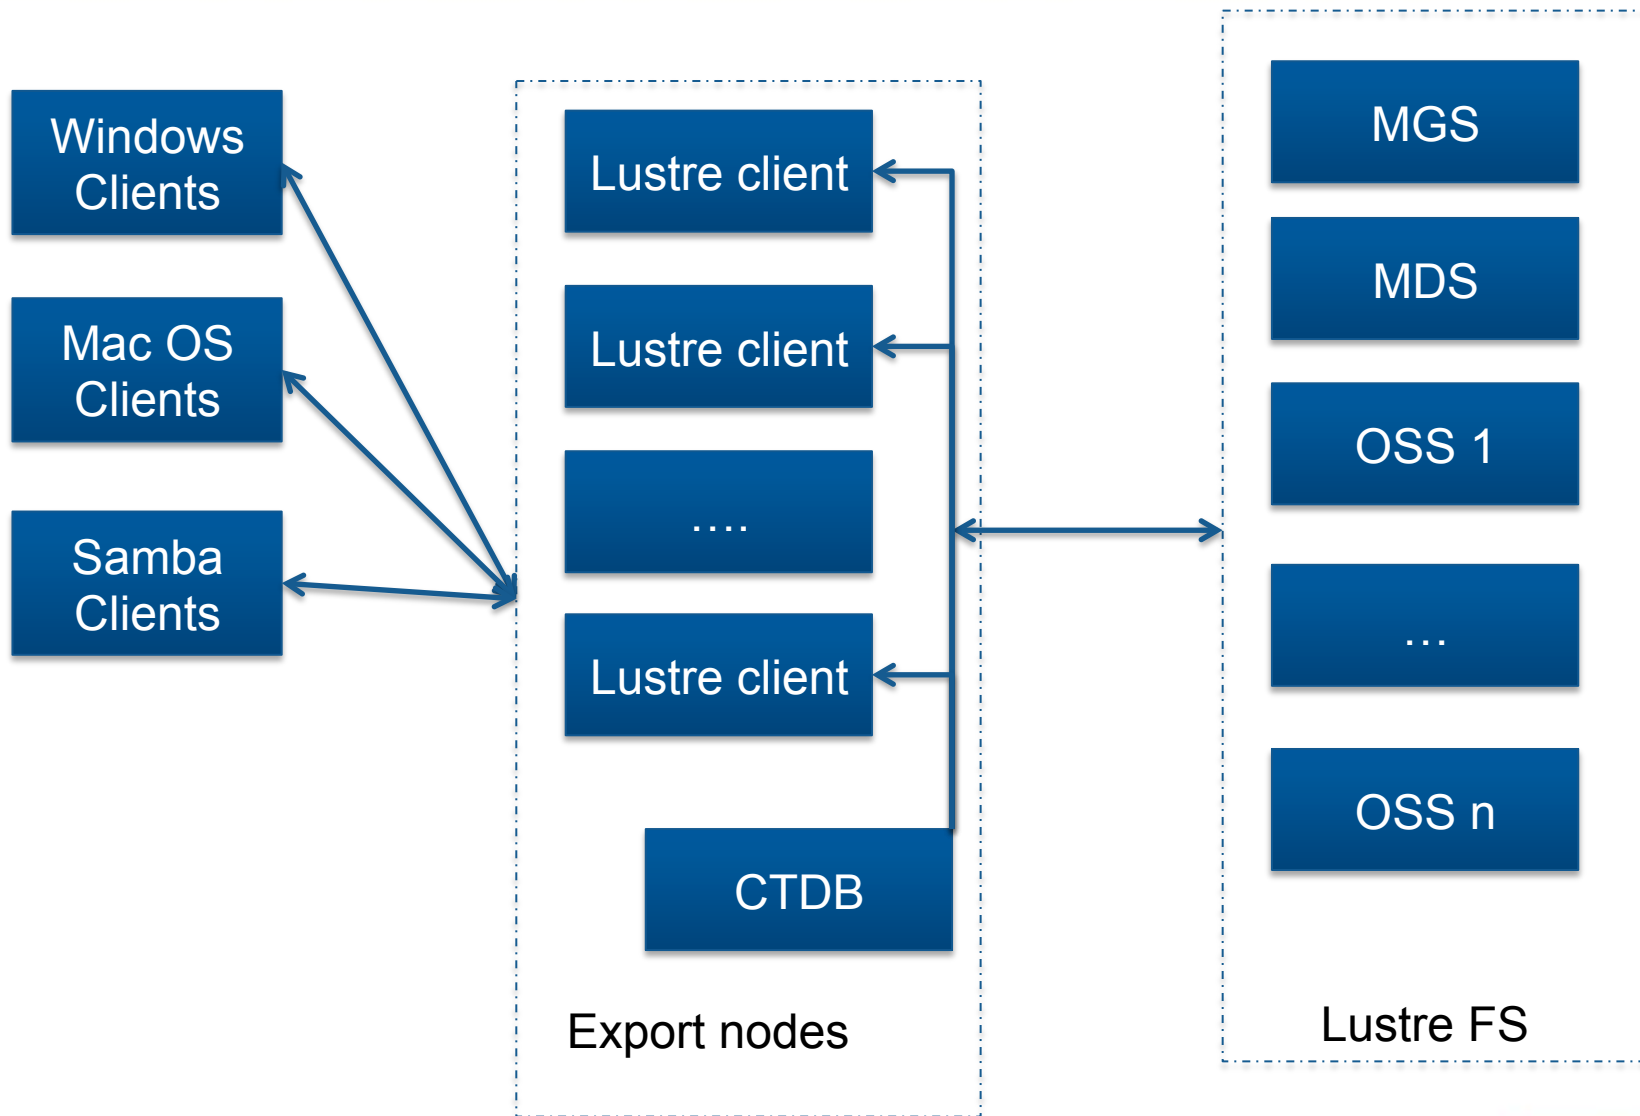 Windows
Clients
Mac OS
Clients
Samba
Clients
Lustre client
Lustre client
....
Lustre client
CTDB
Export nodes
MGS
MDS
OSS 1
...
OSS n
Lustre FS